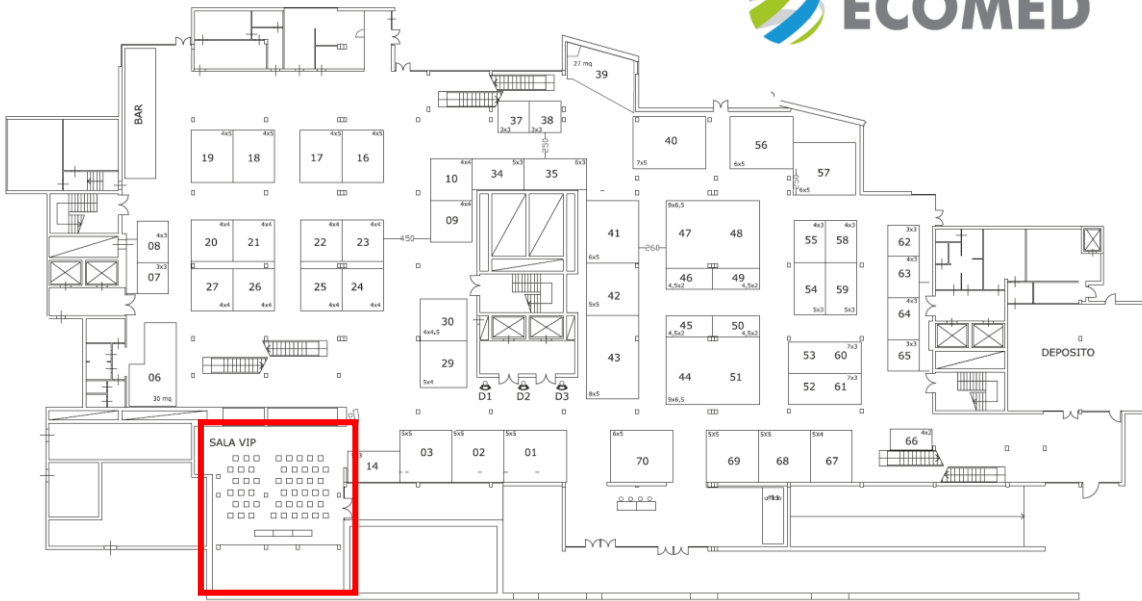 ECOMED
27 mq
39
BAR
37
38
3x3
3x3
250
40
7x5
56
6x5
57
6x5
4x5
4x5
4x5
4x5
19
18
17
16
4x4
10
09
4x4
5x3
34
6x3
35
4x3
08
3x3
07
4x4
4x4
4x4
4x4
20
21
22
23
450
27
26
25
24
4x4
4x4
4x4
4x4
41
6x5
260
9x6,5
47
48
46
49
4,5x2
4,5x2
4x3
4x3
55
58
54
59
5x3
5x3
3x3
62
4x3
63
4x3
64
3x3
65
42
5x5
30
4x4,5
29
5x4
43
8x5
45
50
4,5x2
4,5x2
44
51
9x6,5
7x3
53
60
7x3
52
61
DEPOSITO
06
30 mq
D1
D2
D3
SALA VIP
14
5x5
03
5x5
02
5x5
01
6x5
70
5X5
69
5X5
68
5X4
67
4x2
66
ufficio